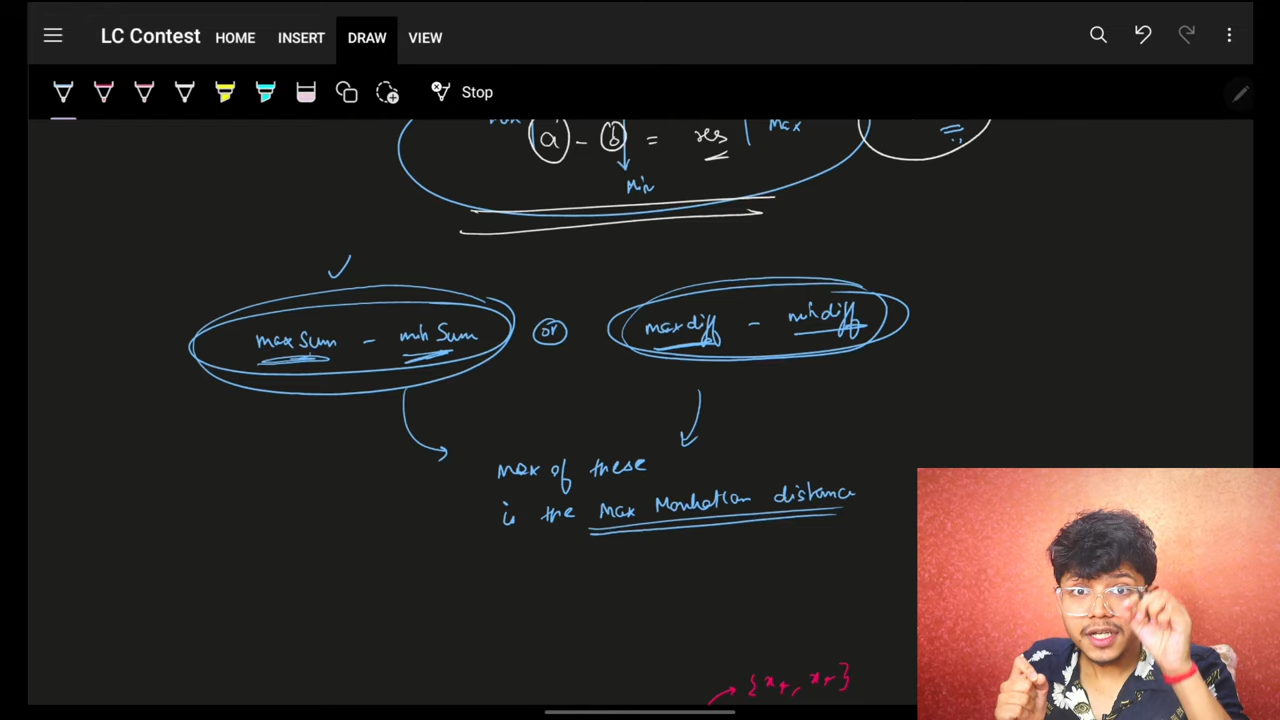 LC Contest HOME INSERT DRAW VIEW
Stop
a - b = res max
Min
max Sum - min Sum or max diff - min diff
max of these
is the Max Manhattan distance
{x+, x-}